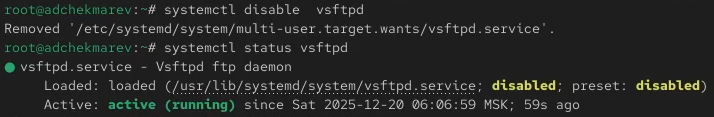 root@adchekmarev:~# systemctl disable  vsftpd
Removed '/etc/systemd/system/multi-user.target.wants/vsftpd.service'.
root@adchekmarev:~# systemctl status vsftpd
● vsftpd.service - Vsftpd ftp daemon
     Loaded: loaded (/usr/lib/systemd/system/vsftpd.service; disabled; preset: disabled)
     Active: active (running) since Sat 2025-12-20 06:06:59 MSK; 59s ago